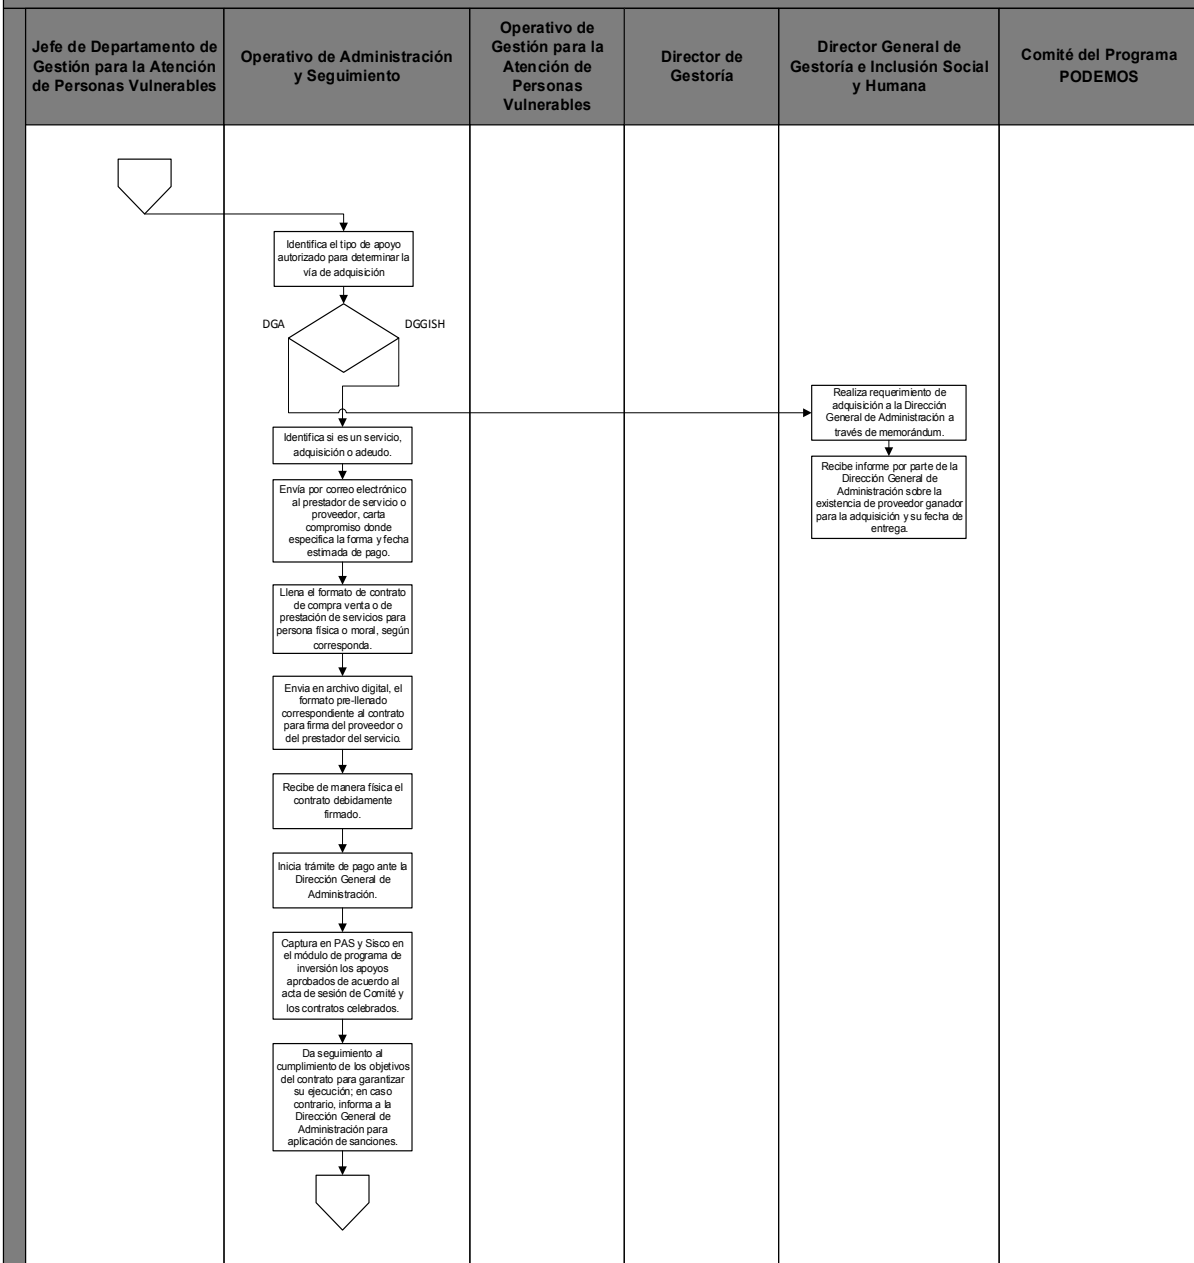 Jefe de Departamento de
Gestión para la Atención
de Personas Vulnerables
Operativo de Administración
y Seguimiento
Operativo de
Gestión para la
Atención de
Personas
Vulnerables
Director de
Gestoría
Director General de
Gestoría e Inclusión Social
y Humana
Comité del Programa
PODEMOS
Identifica el tipo de apoyo
autorizado para determinar la
vía de adquisición
DGA
DGGISH
Realiza requerimiento de
adquisición a la Dirección
General de Administración a
través de memorándum.
Recibe informe por parte de la
Dirección General de
Administración sobre la
existencia de proveedor ganador
para la adquisición y su fecha de
entrega.
Identifica si es un servicio,
adquisición o adeudo.
Envía por correo electrónico
al prestador de servicio o
proveedor, carta
compromiso donde
especifica la forma y fecha
estimada de pago.
Llena el formato de contrato
de compra venta o de
prestación de servicios para
persona física o moral, según
corresponda.
Envia en archivo digital, el
formato pre-llenado
correspondiente al contrato
para firma del proveedor o
del prestador del servicio.
Recibe de manera física el
contrato debidamente
firmado.
Inicia trámite de pago ante la
Dirección General de
Administración.
Captura en PAS y Sisco en
el módulo de programa de
inversión los apoyos
aprobados de acuerdo al
acta de sesión de Comité y
los contratos celebrados.
Da seguimiento al
cumplimiento de los objetivos
del contrato para garantizar
su ejecución; en caso
contrario, informa a la
Dirección General de
Administración para
aplicación de sanciones.